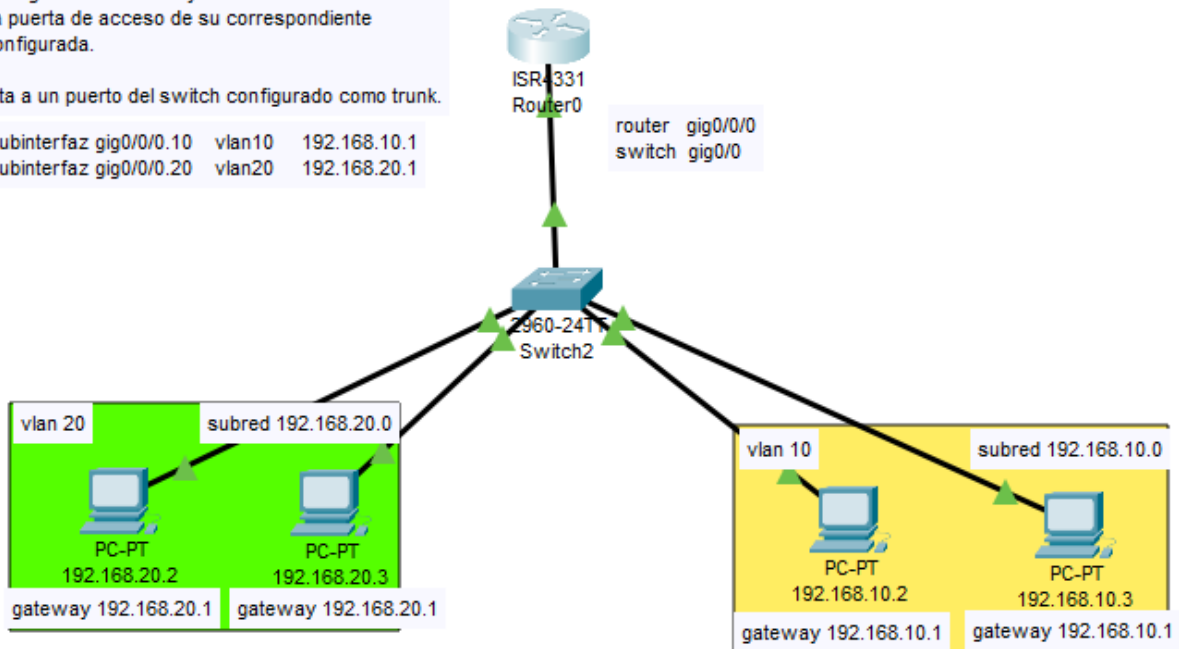 puerta de acceso de su correspondiente
onfigurada.
ta a un puerto del switch configurado como trunk.
ubinterfaz gig0/0/0.10 vlan10 192.168.10.1
ubinterfaz gig0/0/0.20 vlan20 192.168.20.1
ISR4331
Router0
router gig0/0/0
switch gig0/0
2960-24TT
Switch2
vlan 20
subred 192.168.20.0
PC-PT
192.168.20.2
PC-PT
192.168.20.3
gateway 192.168.20.1
gateway 192.168.20.1
vlan 10
subred 192.168.10.0
PC-PT
192.168.10.2
PC-PT
192.168.10.3
gateway 192.168.10.1
gateway 192.168.10.1